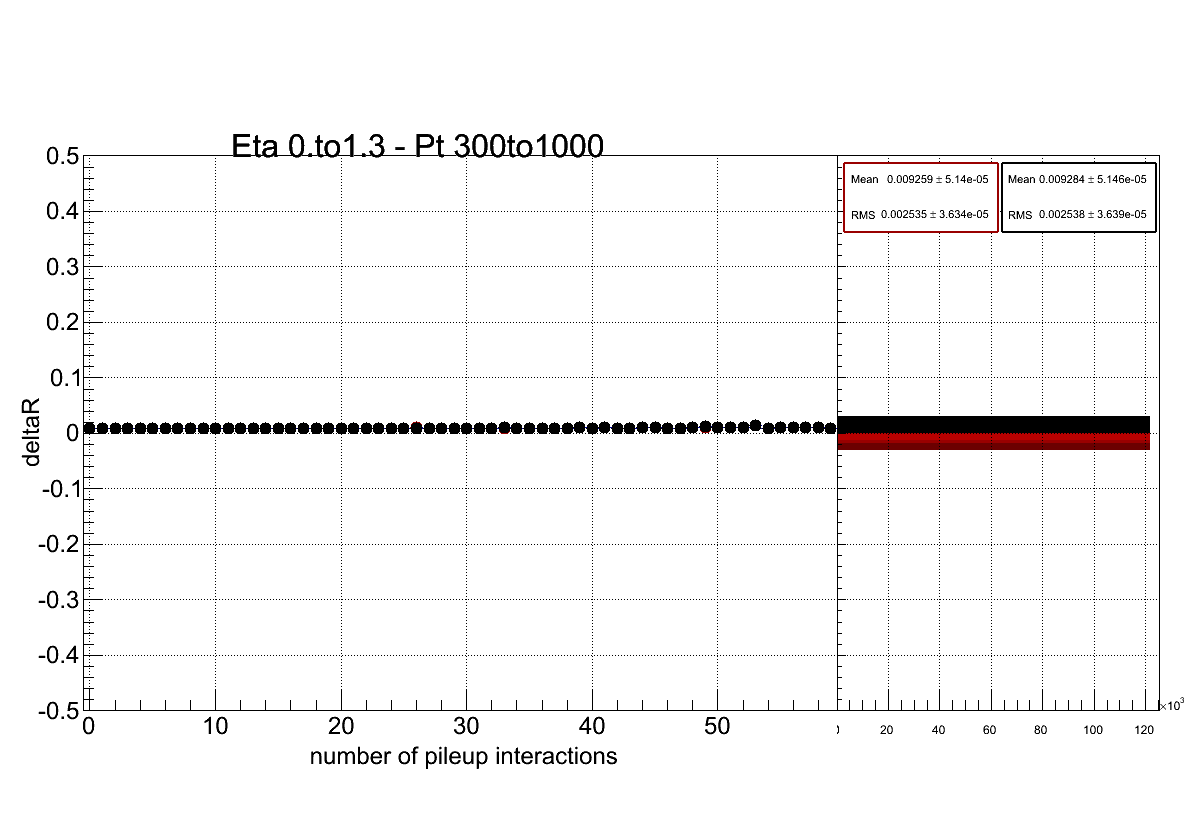 Eta 0.to1.3 - Pt 300to1000
Mean 0.009259 ± 5.14e-05
RMS 0.002535 ± 3.634e-05
Mean 0.009284 ± 5.146e-05
RMS 0.002538 ± 3.639e-05
0.5
0.4
0.3
0.2
0.1
0
-0.1
-0.2
-0.3
-0.4
-0.5
deltaR
0 10 20 30 40 50
number of pileup interactions
20 40 60 80 100 120
×10³